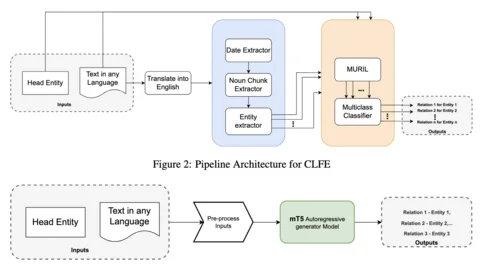 Head Entity
Text in any
Language
Inputs
Translate into
English
Date Extractor
Noun Chunk
Extractor
Entity
extractor
MURIL
Multiclass
Classifier
Relation 1 for Entity 1
Relation 2 for Entity 2
Relation n for Entity n
Outputs
Figure 2: Pipeline Architecture for CLFE
Head Entity
Text in any
Language
Inputs
Pre-process
Inputs
mT5 Autoregressive
generator Model
Relation 1 - Entity 1,
Relation 2 - Entity 2,...
Relation 3 - Entity 3
Outputs